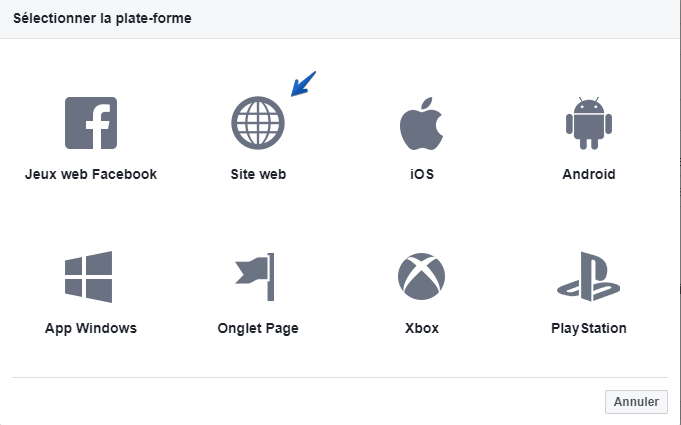 Sélectionner la plate-forme
Jeux web Facebook
Site web
iOS
Android
App Windows
Onglet Page
Xbox
PlayStation
Annuler